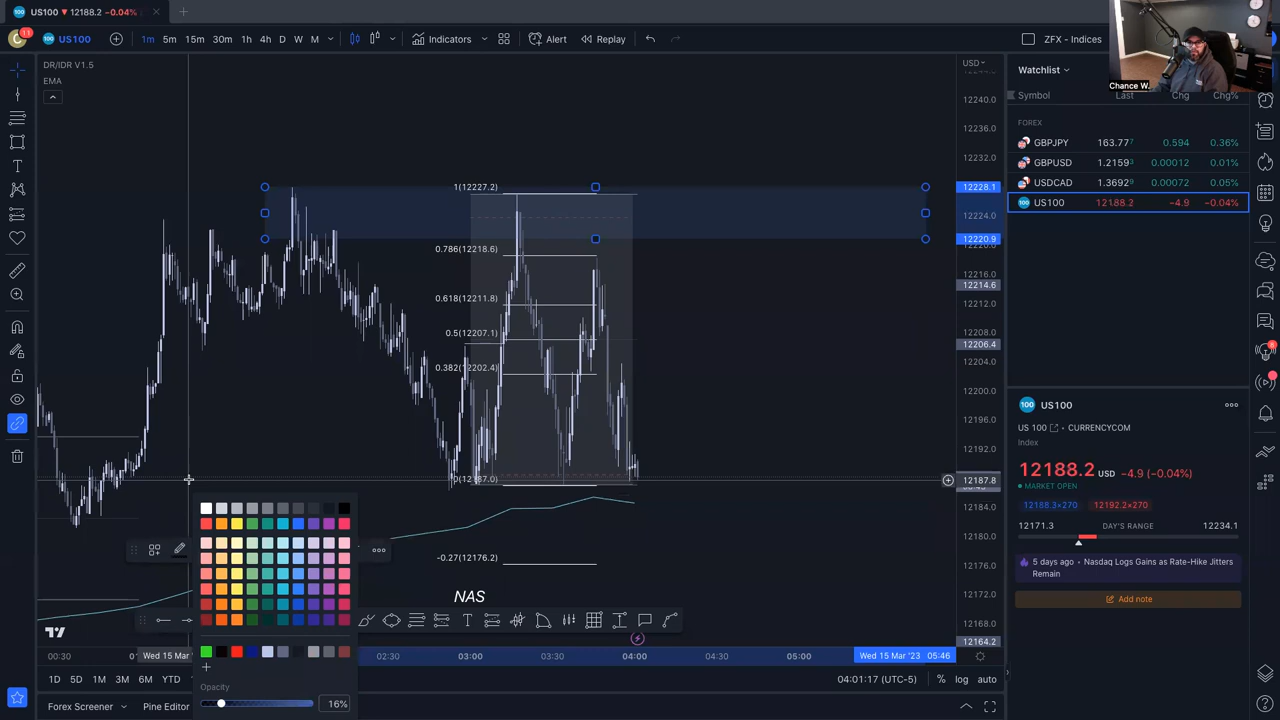 US100 ▼ 12188.2 −0.04%
C 11 US100 1m 5m 15m 30m 1h 4h D W M Indicators Alert Replay ZFX - Indices
Chance W.
DR/IDR V1.5
EMA
USD
12240.0
12236.0
12232.0
12228.1
12224.0
12220.9
12216.0
12214.6
12212.0
12208.0
12206.4
12204.0
12200.0
12196.0
12192.0
12187.8
12184.0
12180.0
12176.0
12172.0
12168.0
12164.2
1(12227.2)
0.786(12218.6)
0.618(12211.8)
0.5(12207.1)
0.382(12202.4)
0(12187.0)
-0.27(12176.2)
NAS
Opacity
16%
00:30 Wed 15 Mar '23 02:30 03:00 03:30 04:00 04:30 05:00 Wed 15 Mar '23 05:46
1D 5D 1M 3M 6M YTD 04:01:17 (UTC-5) % log auto
Forex Screener Pine Editor
Watchlist
Symbol Last Chg Chg%
FOREX
GBPJPY 163.777 0.594 0.36%
GBPUSD 1.21593 0.00012 0.01%
USDCAD 1.36929 0.00072 0.05%
US100 12188.2 −4.9 −0.04%
100 US100
US 100 • CURRENCYCOM
Index
12188.2 USD −4.9 (−0.04%)
MARKET OPEN
12188.3×270 12192.2×270
12171.3 DAY'S RANGE 12234.1
5 days ago • Nasdaq Logs Gains as Rate-Hike Jitters
Remain
Add note
8